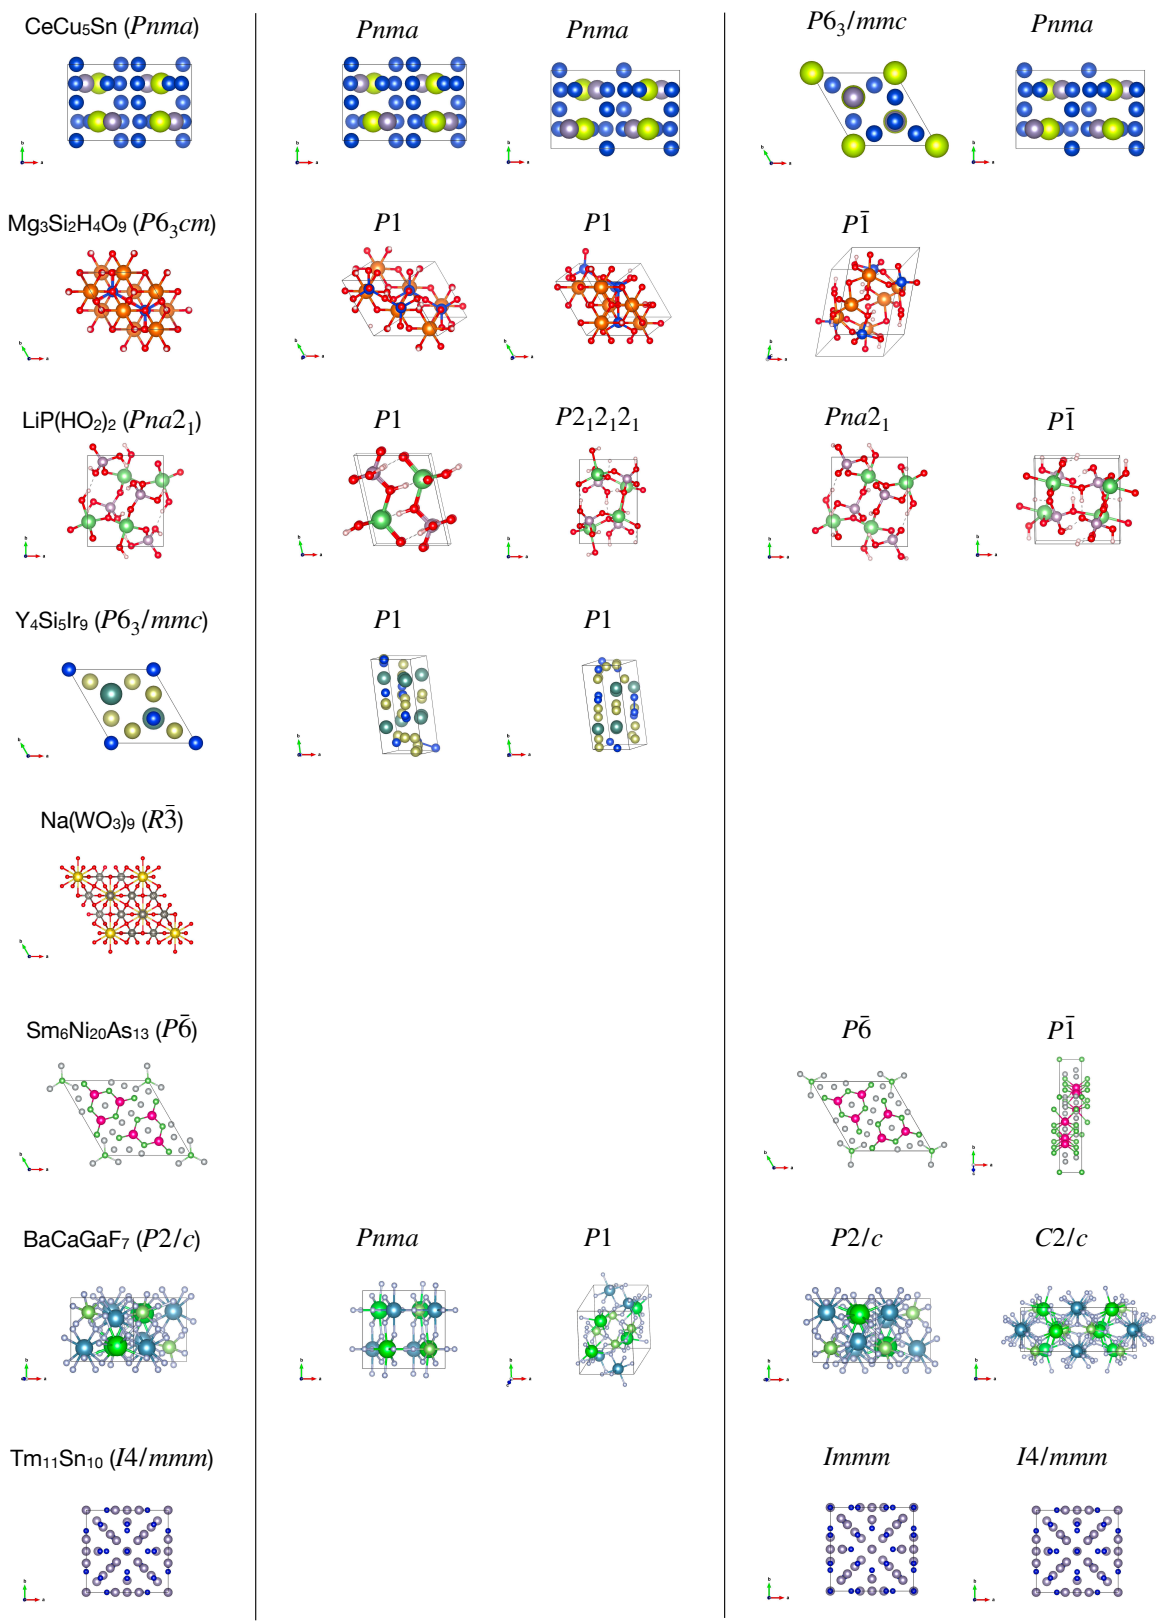 CeCu₅Sn (Pnma) Pnma Pnma P6₃/mmc Pnma
b a b a b a b a b a
Mg₃Si₂H₄O₉ (P6₃cm) P1 P1 P1̄
b a b a b a b a
LiP(HO₂)₂ (Pna2₁) P1 P2₁2₁2₁ Pna2₁ P1̄
b a b a b a b a b a
Y₄Si₅Ir₉ (P6₃/mmc) P1 P1
b a b a b a
Na(WO₃)₉ (R3̄)
b a
Sm₆Ni₂₀As₁₃ (P6̄) P6̄ P1̄
b a b a b a
BaCaGaF₇ (P2/c) Pnma P1 P2/c C2/c
b a b a c a b a b a
Tm₁₁Sn₁₀ (I4/mmm) Immm I4/mmm
b a b a b a